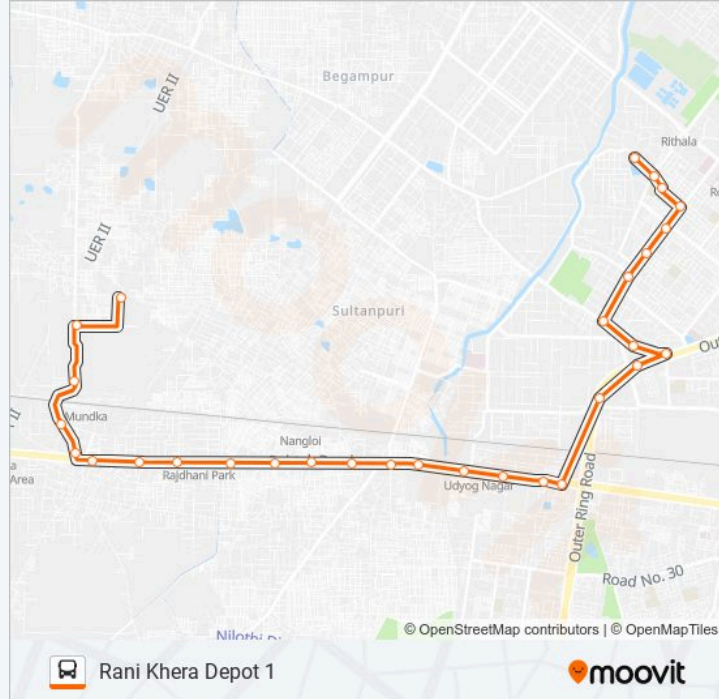 Begampur
UER II
Rithala
UER II
Sultanpuri
Mundka
Nangloi
Rajdhani Park
Area
Udyog Nagar
Outer Ring Road
Road No. 30
© OpenStreetMap contributors | © OpenMapTiles
Rani Khera Depot 1
moovit